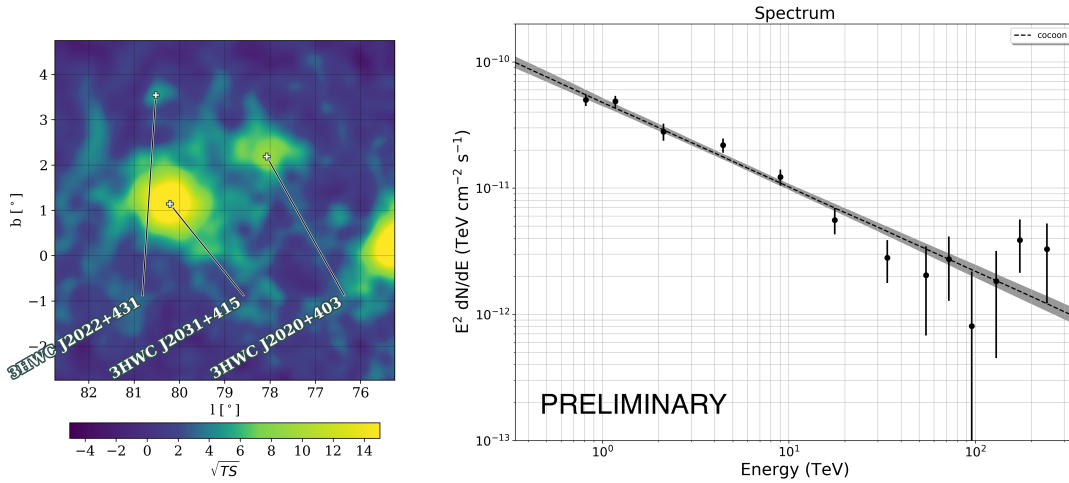 4
3
2
1
0
−1
−2
b [ ° ]
3HWC J2022+431
3HWC J2031+415
3HWC J2020+403
82 81 80 79 78 77 76
l [ ° ]
−4 −2 0 2 4 6 8 10 12 14
√TS
Spectrum
cocoon
10⁻¹⁰
10⁻¹¹
10⁻¹²
10⁻¹³
E² dN/dE (TeV cm⁻² s⁻¹)
PRELIMINARY
10⁰ 10¹ 10²
Energy (TeV)